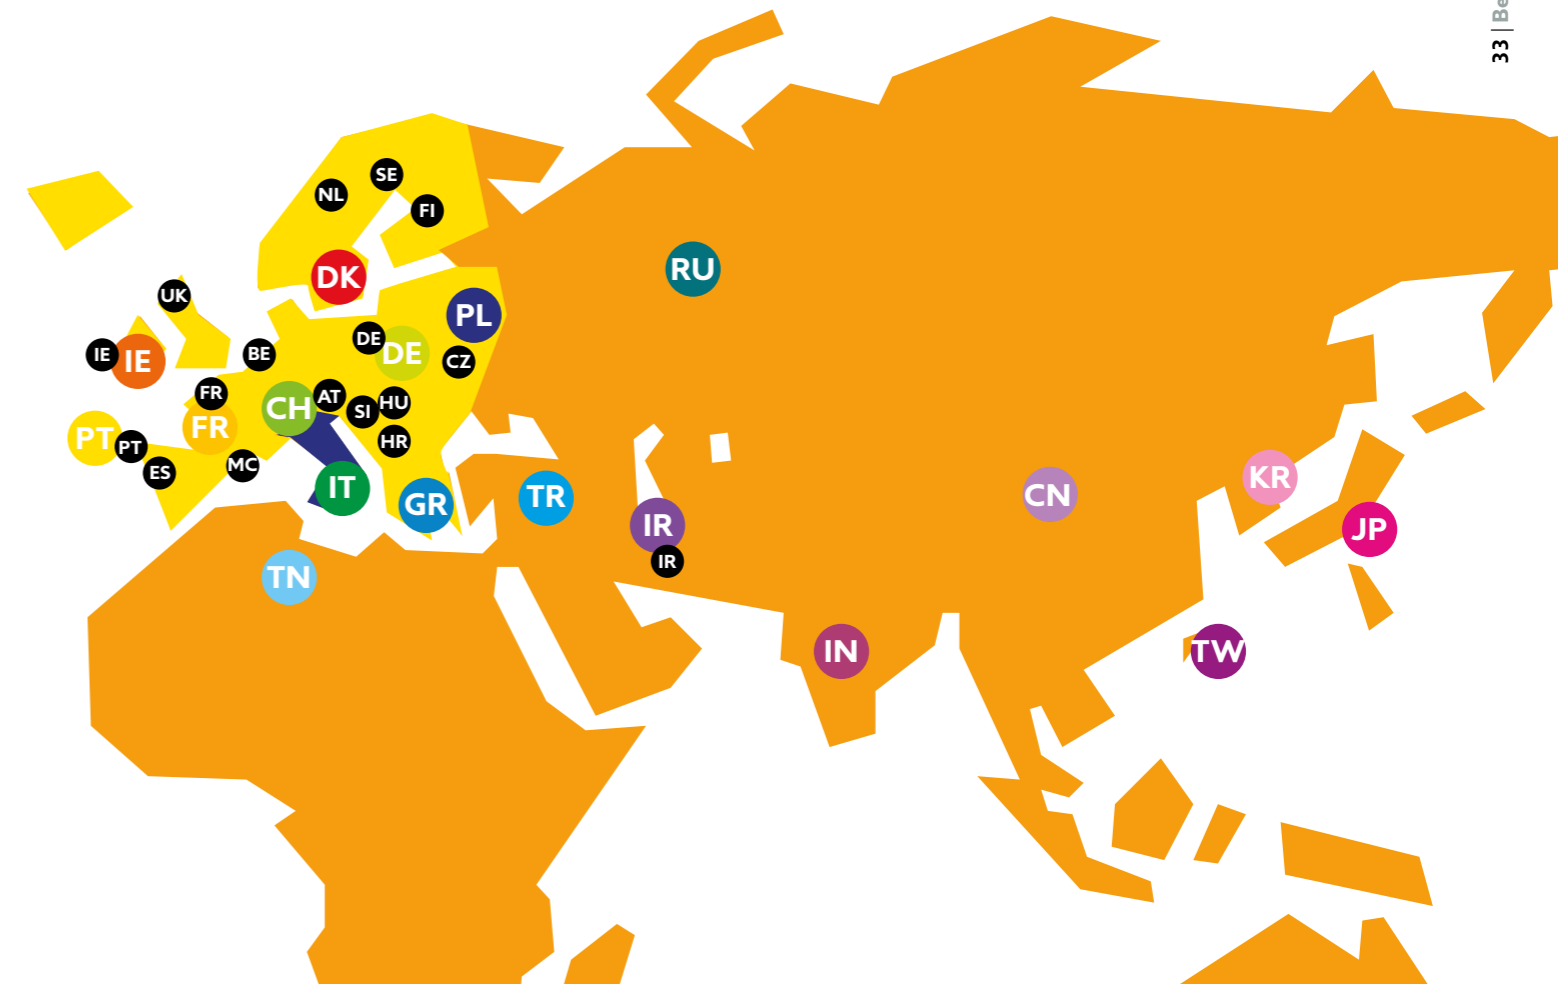 33 | Be
SE
NL
FI
DK
RU
UK
PL
DE
DE
IE
IE
BE
CZ
FR
FR
CH
AT
SI
HU
HR
PT
PT
ES
MC
IT
GR
TR
IR
IR
CN
KR
JP
TN
IN
TW